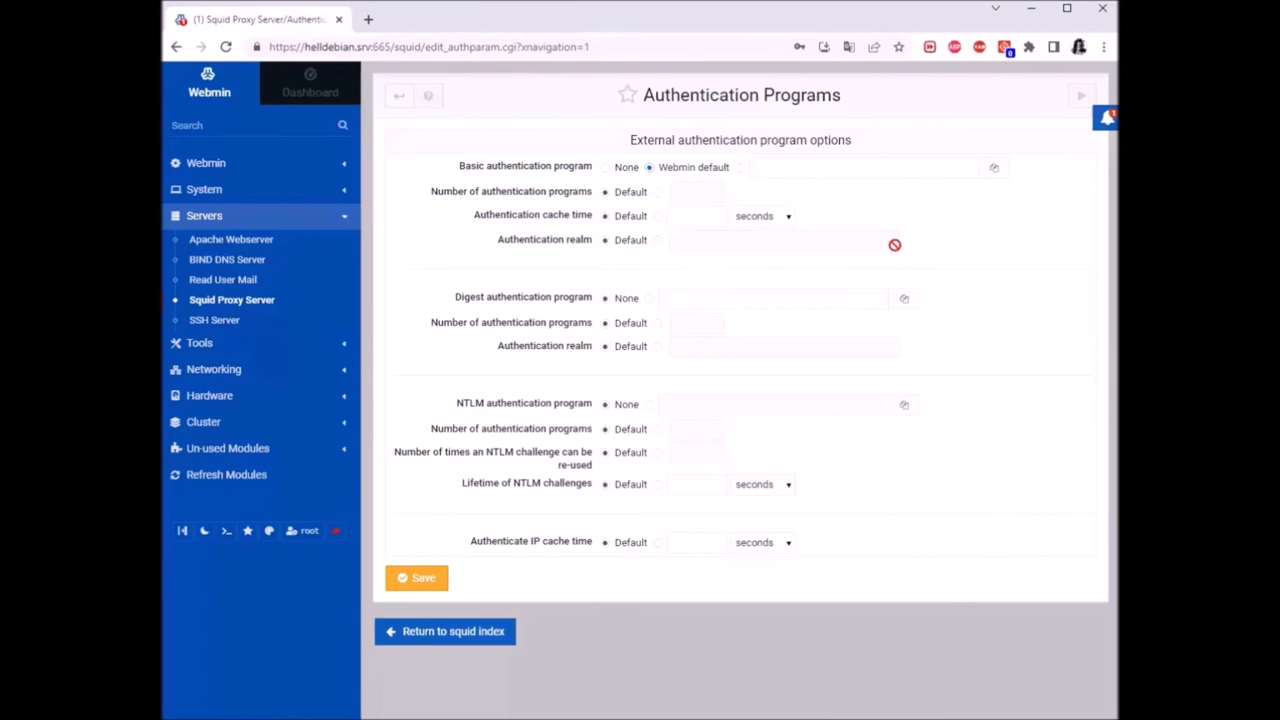 (1) Squid Proxy Server/Authentic
https://helldebian.srv:665/squid/edit_authparam.cgi?xnavigation=1
ABP
0
Webmin
Dashboard
Search
Webmin
System
Servers
Apache Webserver
BIND DNS Server
Read User Mail
Squid Proxy Server
SSH Server
Tools
Networking
Hardware
Cluster
Un-used Modules
Refresh Modules
root
Authentication Programs
1
External authentication program options
Basic authentication program None Webmin default
Number of authentication programs Default
Authentication cache time Default seconds
Authentication realm Default
Digest authentication program None
Number of authentication programs Default
Authentication realm Default
NTLM authentication program None
Number of authentication programs Default
Number of times an NTLM challenge can be
re-used Default
Lifetime of NTLM challenges Default seconds
Authenticate IP cache time Default seconds
Save
Return to squid index